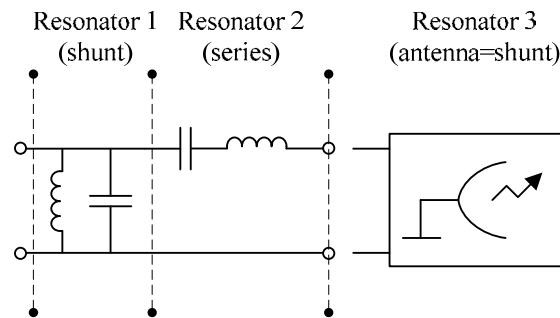 Resonator 1
(shunt)
Resonator 2
(series)
Resonator 3
(antenna=shunt)